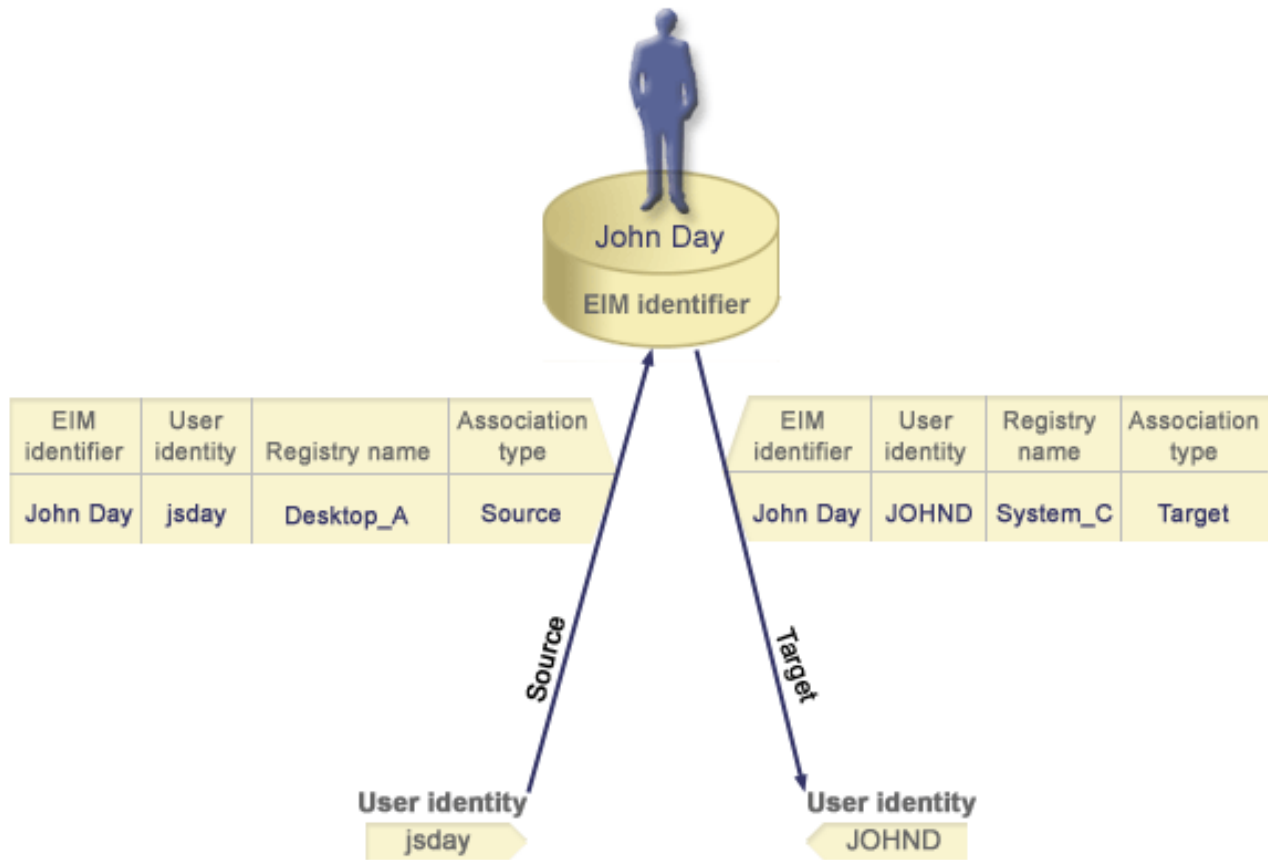 John Day
EIM identifier
EIM identifier User identity Registry name Association type
John Day jsday Desktop_A Source
EIM identifier User identity Registry name Association type
John Day JOHND System_C Target
Source
Target
User identity
jsday
User identity
JOHND